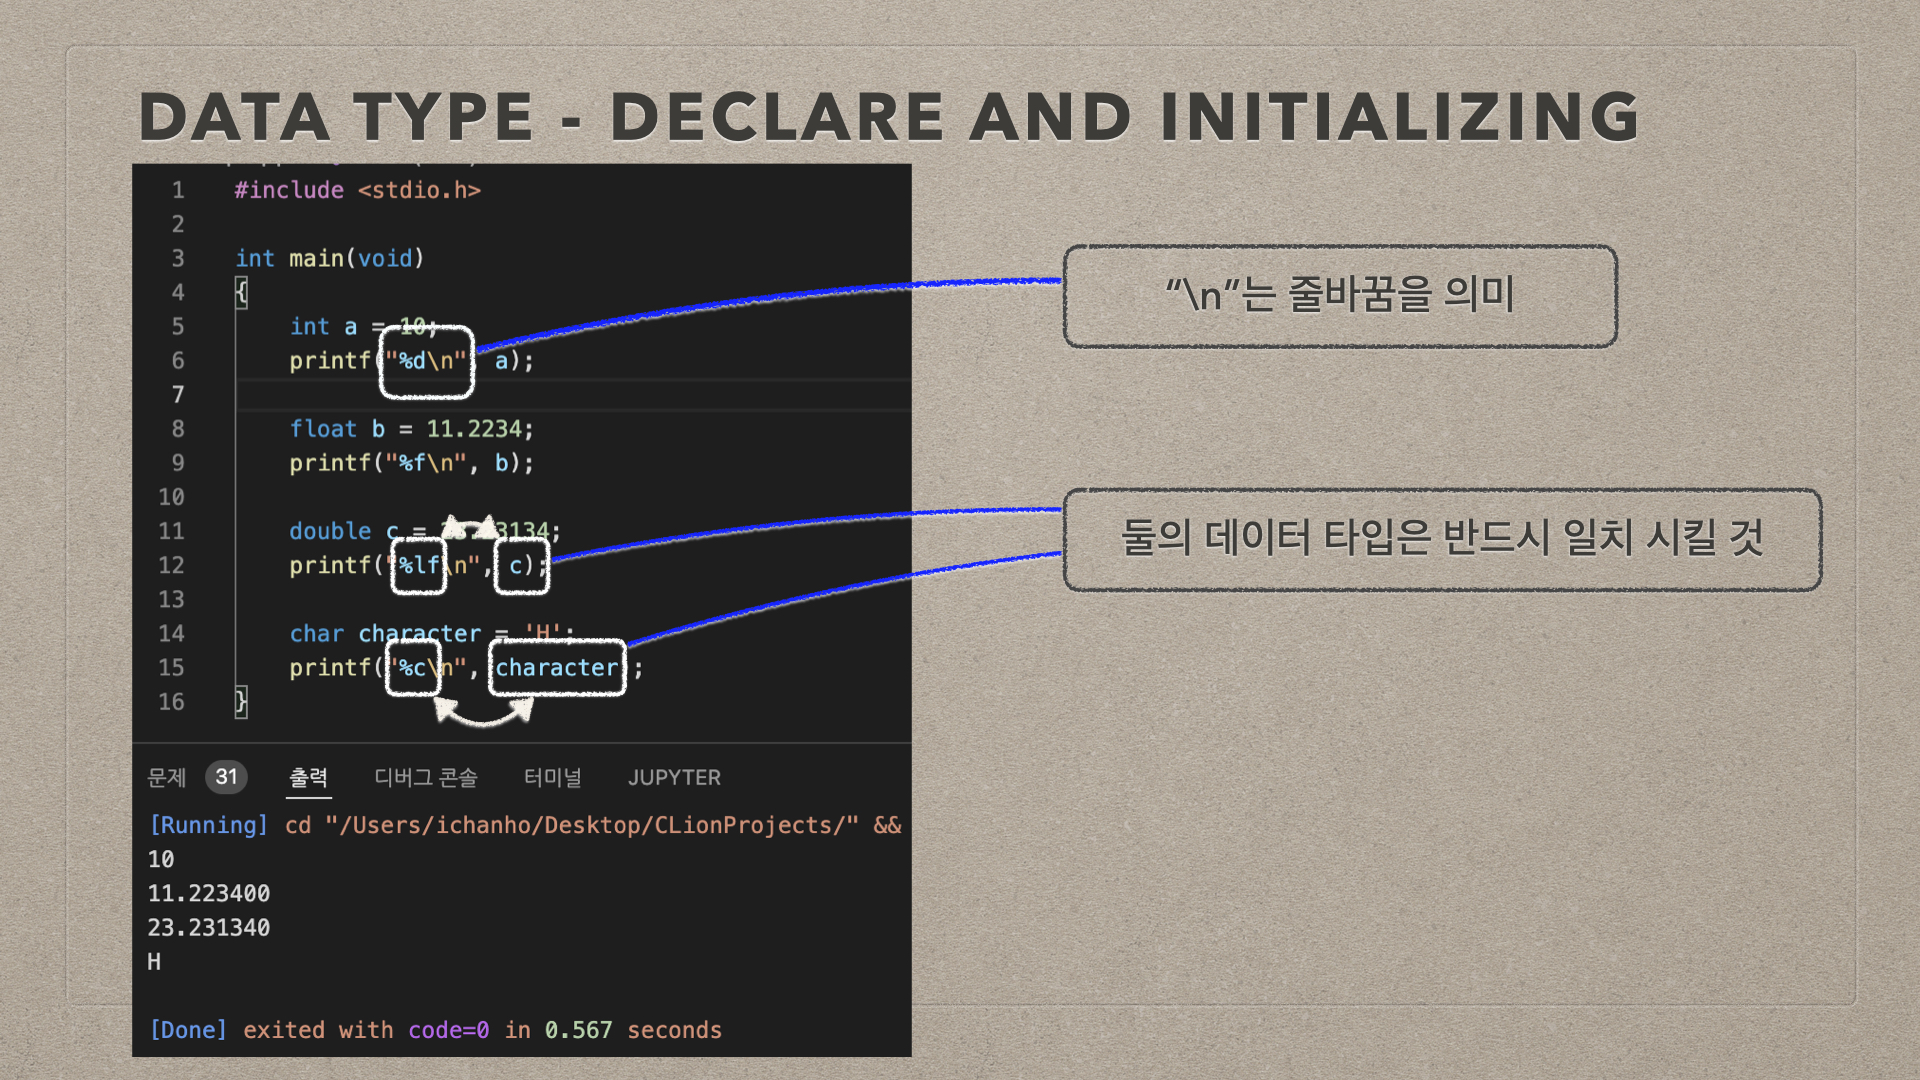 DATA TYPE - DECLARE AND INITIALIZING
1 #include <stdio.h>
2
3 int main(void)
4 {
5 int a = 10;
6 printf("%d\n" a);
7
8 float b = 11.2234;
9 printf("%f\n", b);
10
11 double c = 3134;
12 printf("%lf\n", c);
13
14 char character = 'H';
15 printf("%c\n", character ;
16 }
“\n”는 줄바꿈을 의미
둘의 데이터 타입은 반드시 일치 시킬 것
문제 31 출력 디버그 콘솔 터미널 JUPYTER
[Running] cd "/Users/ichanho/Desktop/CLionProjects/" &&
10
11.223400
23.231340
H
[Done] exited with code=0 in 0.567 seconds